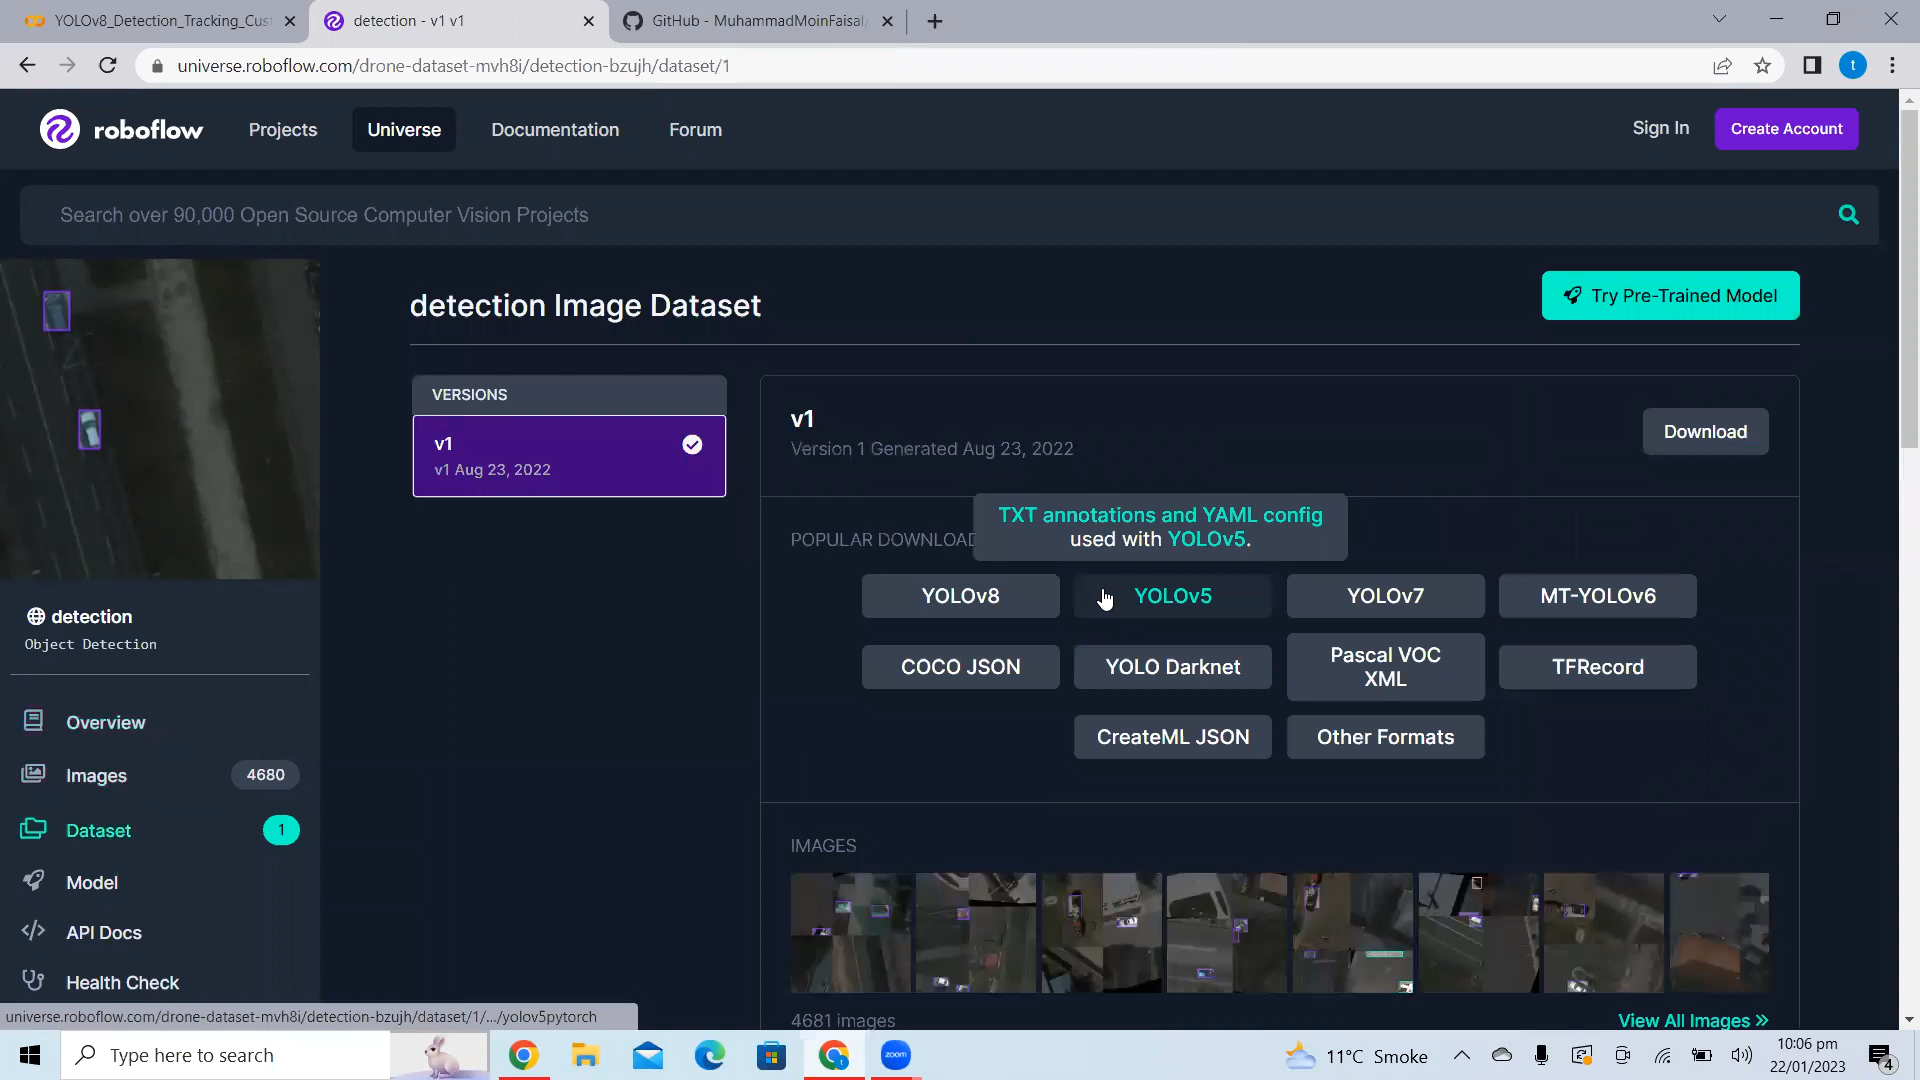 YOLOv8_Detection_Tracking_Cus
detection - v1 v1
GitHub - MuhammadMoinFaisal/
universe.roboflow.com/drone-dataset-mvh8i/detection-bzujh/dataset/1
t
roboflow
Projects
Universe
Documentation
Forum
Sign In
Create Account
Search over 90,000 Open Source Computer Vision Projects
detection Image Dataset
Try Pre-Trained Model
VERSIONS
v1
v1 Aug 23, 2022
v1
Version 1 Generated Aug 23, 2022
Download
POPULAR DOWNLOAD
TXT annotations and YAML config
used with YOLOv5.
YOLOv8
YOLOv5
YOLOv7
MT-YOLOv6
COCO JSON
YOLO Darknet
Pascal VOC
XML
TFRecord
CreateML JSON
Other Formats
detection
Object Detection
Overview
Images
4680
Dataset
1
Model
API Docs
Health Check
IMAGES
4681 images
View All Images
universe.roboflow.com/drone-dataset-mvh8i/detection-bzujh/dataset/1/.../yolov5pytorch
Type here to search
zoom
11°C Smoke
10:06 pm
22/01/2023
4